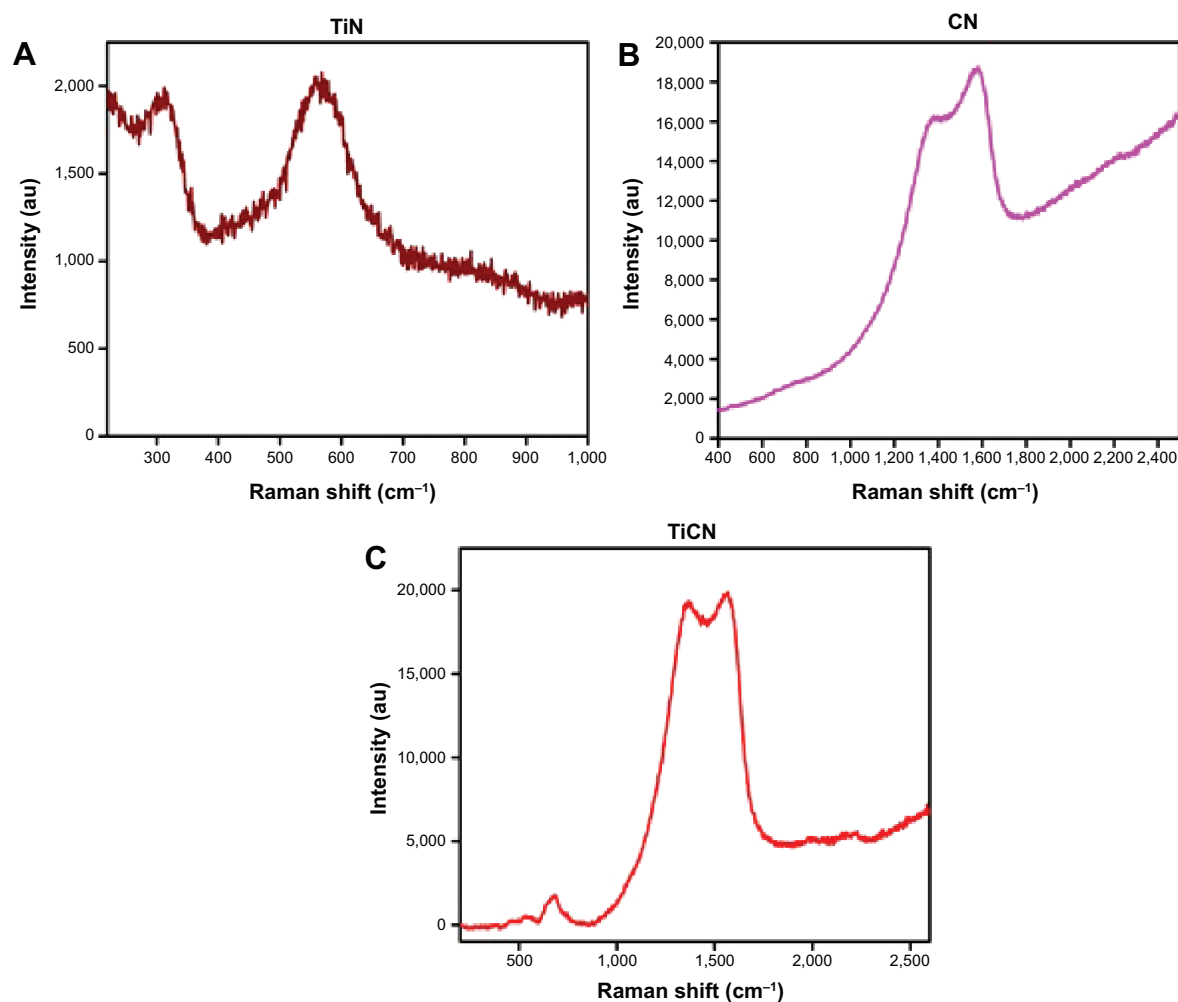 A
TiN
2,000
1,500
1,000
500
0
Intensity (au)
300 400 500 600 700 800 900 1,000
Raman shift (cm⁻¹)
B
CN
20,000
18,000
16,000
14,000
12,000
10,000
8,000
6,000
4,000
2,000
0
Intensity (au)
400 600 800 1,000 1,200 1,400 1,600 1,800 2,000 2,200 2,400
Raman shift (cm⁻¹)
C
TiCN
20,000
15,000
10,000
5,000
0
Intensity (au)
500 1,000 1,500 2,000 2,500
Raman shift (cm⁻¹)